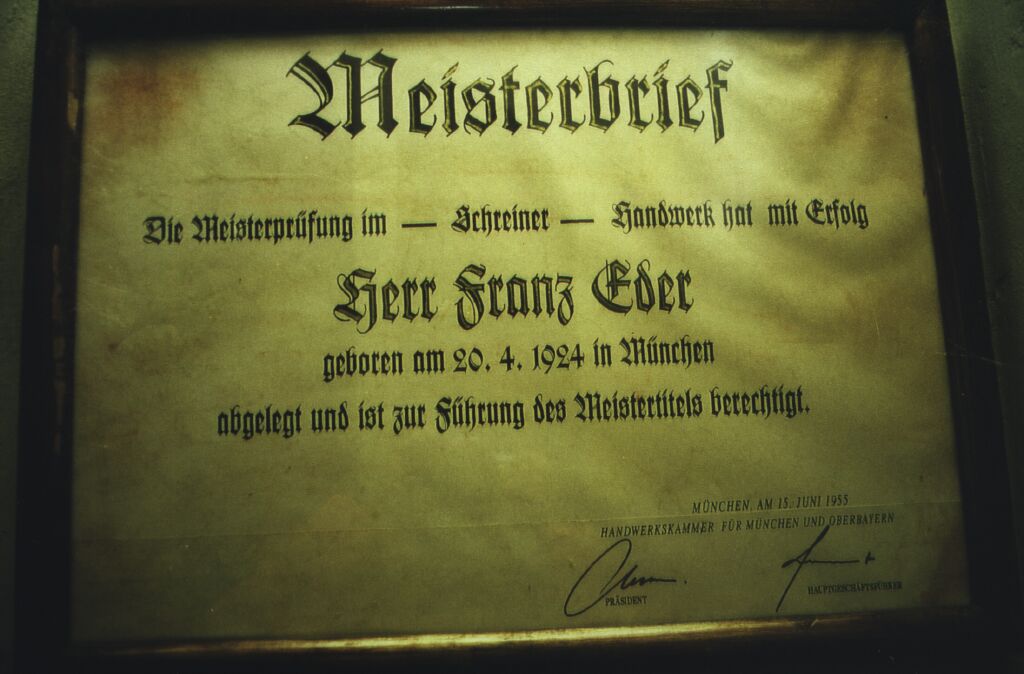 Meisterbrief
Die Meisterprüfung im — Schreiner — Handwerk hat mit Erfolg
Herr Franz Eder
geboren am 20. 4. 1924 in München
abgelegt und ist zur Führung des Meistertitels berechtigt.
MÜNCHEN, AM 15. JUNI 1955
HANDWERKSKAMMER FÜR MÜNCHEN UND OBERBAYERN
PRÄSIDENT
HAUPTGESCHÄFTSFÜHRER